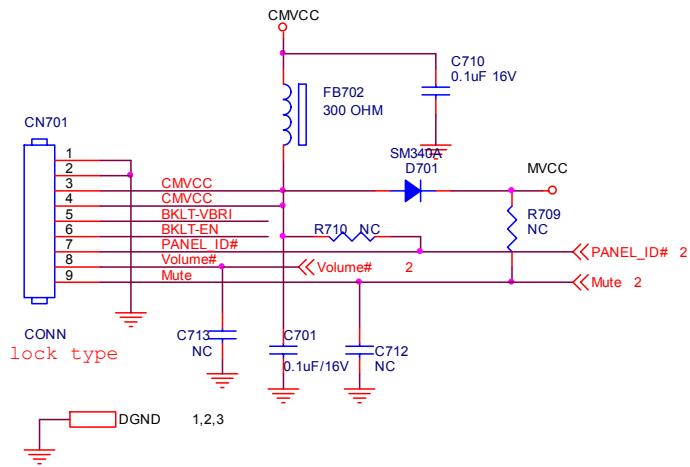 CMVCC
C710
0.1uF 16V
FB702
300 OHM
CN701
SM340A
D701
MVCC
1
2
3 CMVCC
4 CMVCC
5 BKLT-VBRI
6 BKLT-EN
7 PANEL_ID#
8 Volume#
9 Mute
R710 NC
R709
NC
PANEL_ID# 2
Volume# 2
Mute 2
C713
NC
C701
0.1uF/16V
C712
NC
CONN
lock type
DGND 1,2,3